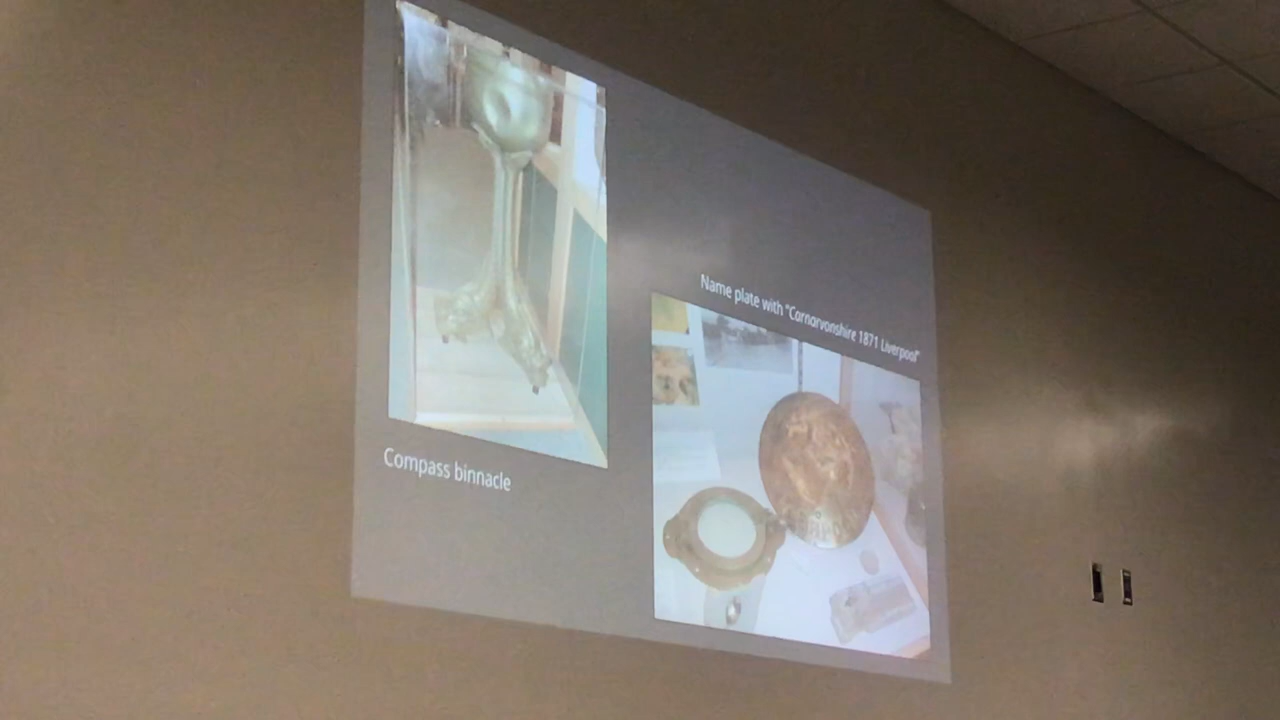 Compass binnacle
Name plate with "Carnarvonshire 1871 Liverpool"